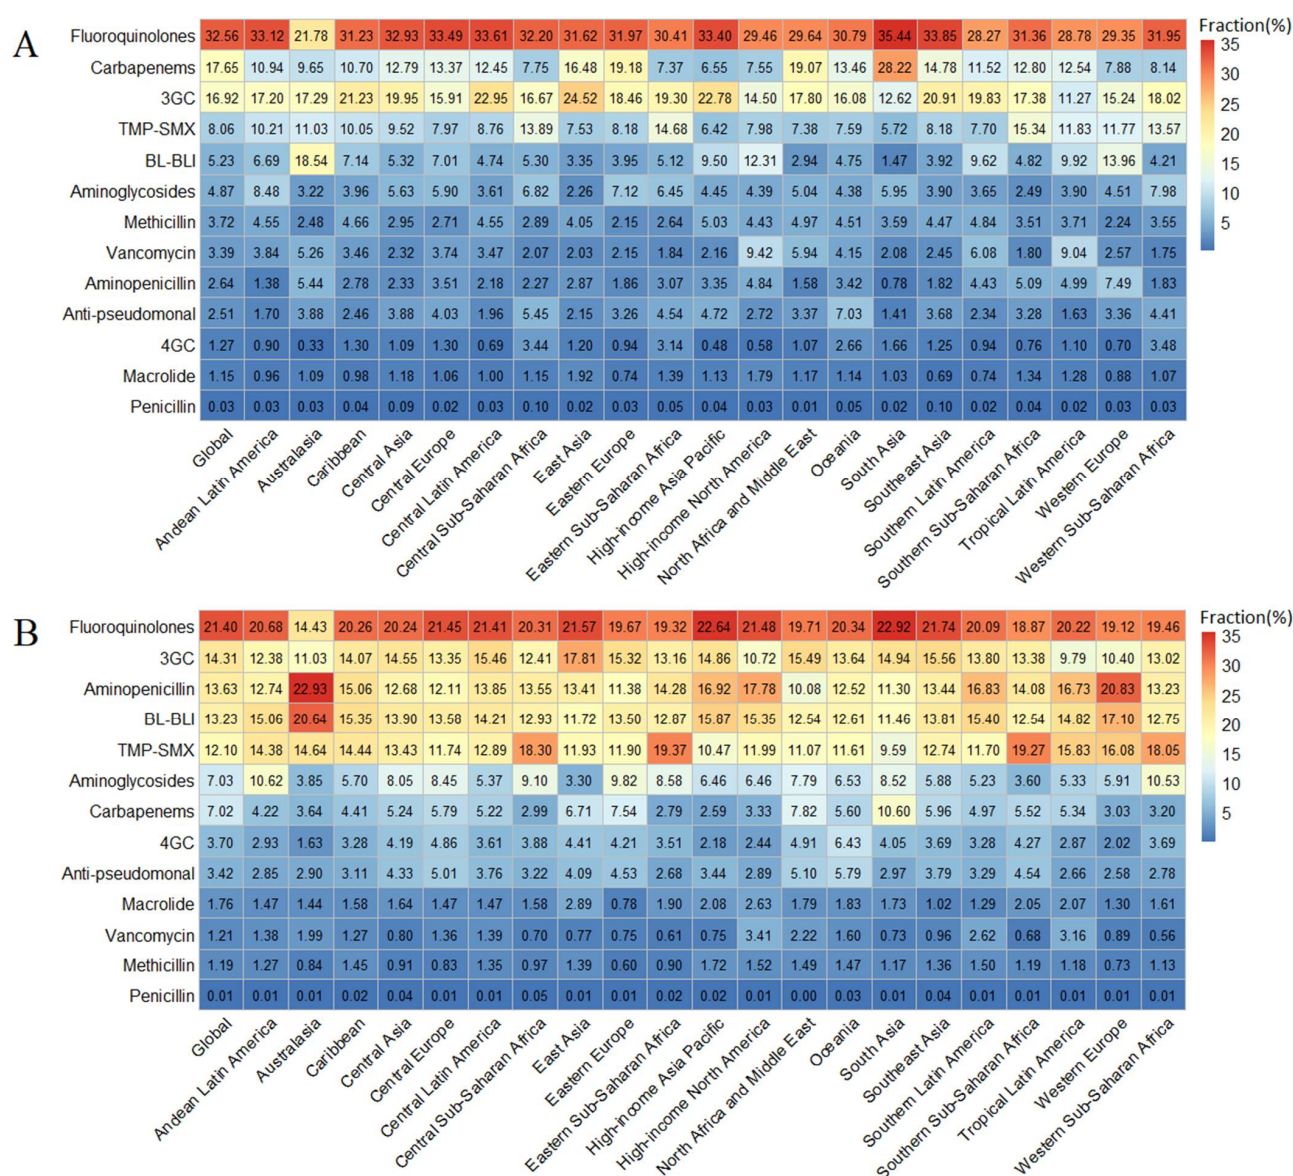 A
Fraction(%)
Fluoroquinolones 32.56 33.12 21.78 31.23 32.93 33.49 33.61 32.20 31.62 31.97 30.41 33.40 29.46 29.64 30.79 35.44 33.85 28.27 31.36 28.78 29.35 31.95
Carbapenems 17.65 10.94 9.65 10.70 12.79 13.37 12.45 7.75 16.48 19.18 7.37 6.55 7.55 19.07 13.46 28.22 14.78 11.52 12.80 12.54 7.88 8.14
3GC 16.92 17.20 17.29 21.23 19.95 15.91 22.95 16.67 24.52 18.46 19.30 22.78 14.50 17.80 16.08 12.62 20.91 19.83 17.38 11.27 15.24 18.02
TMP-SMX 8.06 10.21 11.03 10.05 9.52 7.97 8.76 13.89 7.53 8.18 14.68 6.42 7.98 7.38 7.59 5.72 8.18 7.70 15.34 11.83 11.77 13.57
BL-BLI 5.23 6.69 18.54 7.14 5.32 7.01 4.74 5.30 3.35 3.95 5.12 9.50 12.31 2.94 4.75 1.47 3.92 9.62 4.82 9.92 13.96 4.21
Aminoglycosides 4.87 8.48 3.22 3.96 5.63 5.90 3.61 6.82 2.26 7.12 6.45 4.45 4.39 5.04 4.38 5.95 3.90 3.65 2.49 3.90 4.51 7.98
Methicillin 3.72 4.55 2.48 4.66 2.95 2.71 4.55 2.89 4.05 2.15 2.64 5.03 4.43 4.97 4.51 3.59 4.47 4.84 3.51 3.71 2.24 3.55
Vancomycin 3.39 3.84 5.26 3.46 2.32 3.74 3.47 2.07 2.03 2.15 1.84 2.16 9.42 5.94 4.15 2.08 2.45 6.08 1.80 9.04 2.57 1.75
Aminopenicillin 2.64 1.38 5.44 2.78 2.33 3.51 2.18 2.27 2.87 1.86 3.07 3.35 4.84 1.58 3.42 0.78 1.82 4.43 5.09 4.99 7.49 1.83
Anti-pseudomonal 2.51 1.70 3.88 2.46 3.88 4.03 1.96 5.45 2.15 3.26 4.54 4.72 2.72 3.37 7.03 1.41 3.68 2.34 3.28 1.63 3.36 4.41
4GC 1.27 0.90 0.33 1.30 1.09 1.30 0.69 3.44 1.20 0.94 3.14 0.48 0.58 1.07 2.66 1.66 1.25 0.94 0.76 1.10 0.70 3.48
Macrolide 1.15 0.96 1.09 0.98 1.18 1.06 1.00 1.15 1.92 0.74 1.39 1.13 1.79 1.17 1.14 1.03 0.69 0.74 1.34 1.28 0.88 1.07
Penicillin 0.03 0.03 0.03 0.04 0.09 0.02 0.03 0.10 0.02 0.03 0.05 0.04 0.03 0.01 0.05 0.02 0.10 0.02 0.04 0.02 0.03 0.03
35
30
25
20
15
10
5
Global
Andean Latin America
Australasia
Caribbean
Central Asia
Central Europe
Central Latin America
Central Sub-Saharan Africa
East Asia
Eastern Europe
Eastern Sub-Saharan Africa
High-income Asia Pacific
High-income North America
North Africa and Middle East
Oceania
South Asia
Southeast Asia
Southern Latin America
Southern Sub-Saharan Africa
Tropical Latin America
Western Europe
Western Sub-Saharan Africa
B
Fraction(%)
Fluoroquinolones 21.40 20.68 14.43 20.26 20.24 21.45 21.41 20.31 21.57 19.67 19.32 22.64 21.48 19.71 20.34 22.92 21.74 20.09 18.87 20.22 19.12 19.46
3GC 14.31 12.38 11.03 14.07 14.55 13.35 15.46 12.41 17.81 15.32 13.16 14.86 10.72 15.49 13.64 14.94 15.56 13.80 13.38 9.79 10.40 13.02
Aminopenicillin 13.63 12.74 22.93 15.06 12.68 12.11 13.85 13.55 13.41 11.38 14.28 16.92 17.78 10.08 12.52 11.30 13.44 16.83 14.08 16.73 20.83 13.23
BL-BLI 13.23 15.06 20.64 15.35 13.90 13.58 14.21 12.93 11.72 13.50 12.87 15.87 15.35 12.54 12.61 11.46 13.81 15.40 12.54 14.82 17.10 12.75
TMP-SMX 12.10 14.38 14.64 14.44 13.43 11.74 12.89 18.30 11.93 11.90 19.37 10.47 11.99 11.07 11.61 9.59 12.74 11.70 19.27 15.83 16.08 18.05
Aminoglycosides 7.03 10.62 3.85 5.70 8.05 8.45 5.37 9.10 3.30 9.82 8.58 6.46 6.46 7.79 6.53 8.52 5.88 5.23 3.60 5.33 5.91 10.53
Carbapenems 7.02 4.22 3.64 4.41 5.24 5.79 5.22 2.99 6.71 7.54 2.79 2.59 3.33 7.82 5.60 10.60 5.96 4.97 5.52 5.34 3.03 3.20
4GC 3.70 2.93 1.63 3.28 4.19 4.86 3.61 3.88 4.41 4.21 3.51 2.18 2.44 4.91 6.43 4.05 3.69 3.28 4.27 2.87 2.02 3.69
Anti-pseudomonal 3.42 2.85 2.90 3.11 4.33 5.01 3.76 3.22 4.09 4.53 2.68 3.44 2.89 5.10 5.79 2.97 3.79 3.29 4.54 2.66 2.58 2.78
Macrolide 1.76 1.47 1.44 1.58 1.64 1.47 1.47 1.58 2.89 0.78 1.90 2.08 2.63 1.79 1.83 1.73 1.02 1.29 2.05 2.07 1.30 1.61
Vancomycin 1.21 1.38 1.99 1.27 0.80 1.36 1.39 0.70 0.77 0.75 0.61 0.75 3.41 2.22 1.60 0.73 0.96 2.62 0.68 3.16 0.89 0.56
Methicillin 1.19 1.27 0.84 1.45 0.91 0.83 1.35 0.97 1.39 0.60 0.90 1.72 1.52 1.49 1.47 1.17 1.36 1.50 1.19 1.18 0.73 1.13
Penicillin 0.01 0.01 0.01 0.02 0.04 0.01 0.01 0.05 0.01 0.01 0.02 0.02 0.01 0.00 0.03 0.01 0.04 0.01 0.01 0.01 0.01 0.01
35
30
25
20
15
10
5
Global
Andean Latin America
Australasia
Caribbean
Central Asia
Central Europe
Central Latin America
Central Sub-Saharan Africa
East Asia
Eastern Europe
Eastern Sub-Saharan Africa
High-income Asia Pacific
High-income North America
North Africa and Middle East
Oceania
South Asia
Southeast Asia
Southern Latin America
Southern Sub-Saharan Africa
Tropical Latin America
Western Europe
Western Sub-Saharan Africa